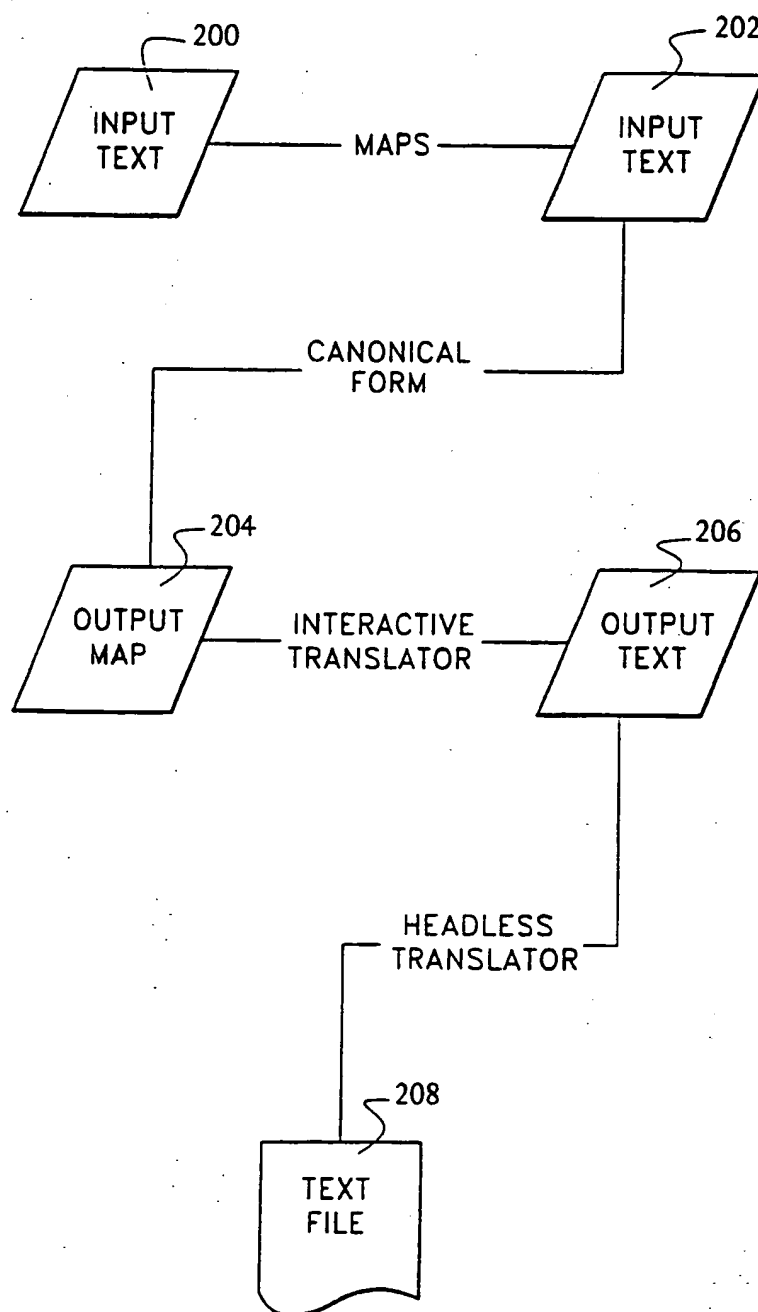 200
202
INPUT
TEXT
MAPS
INPUT
TEXT
CANONICAL
FORM
204
206
OUTPUT
MAP
INTERACTIVE
TRANSLATOR
OUTPUT
TEXT
HEADLESS
TRANSLATOR
208
TEXT
FILE